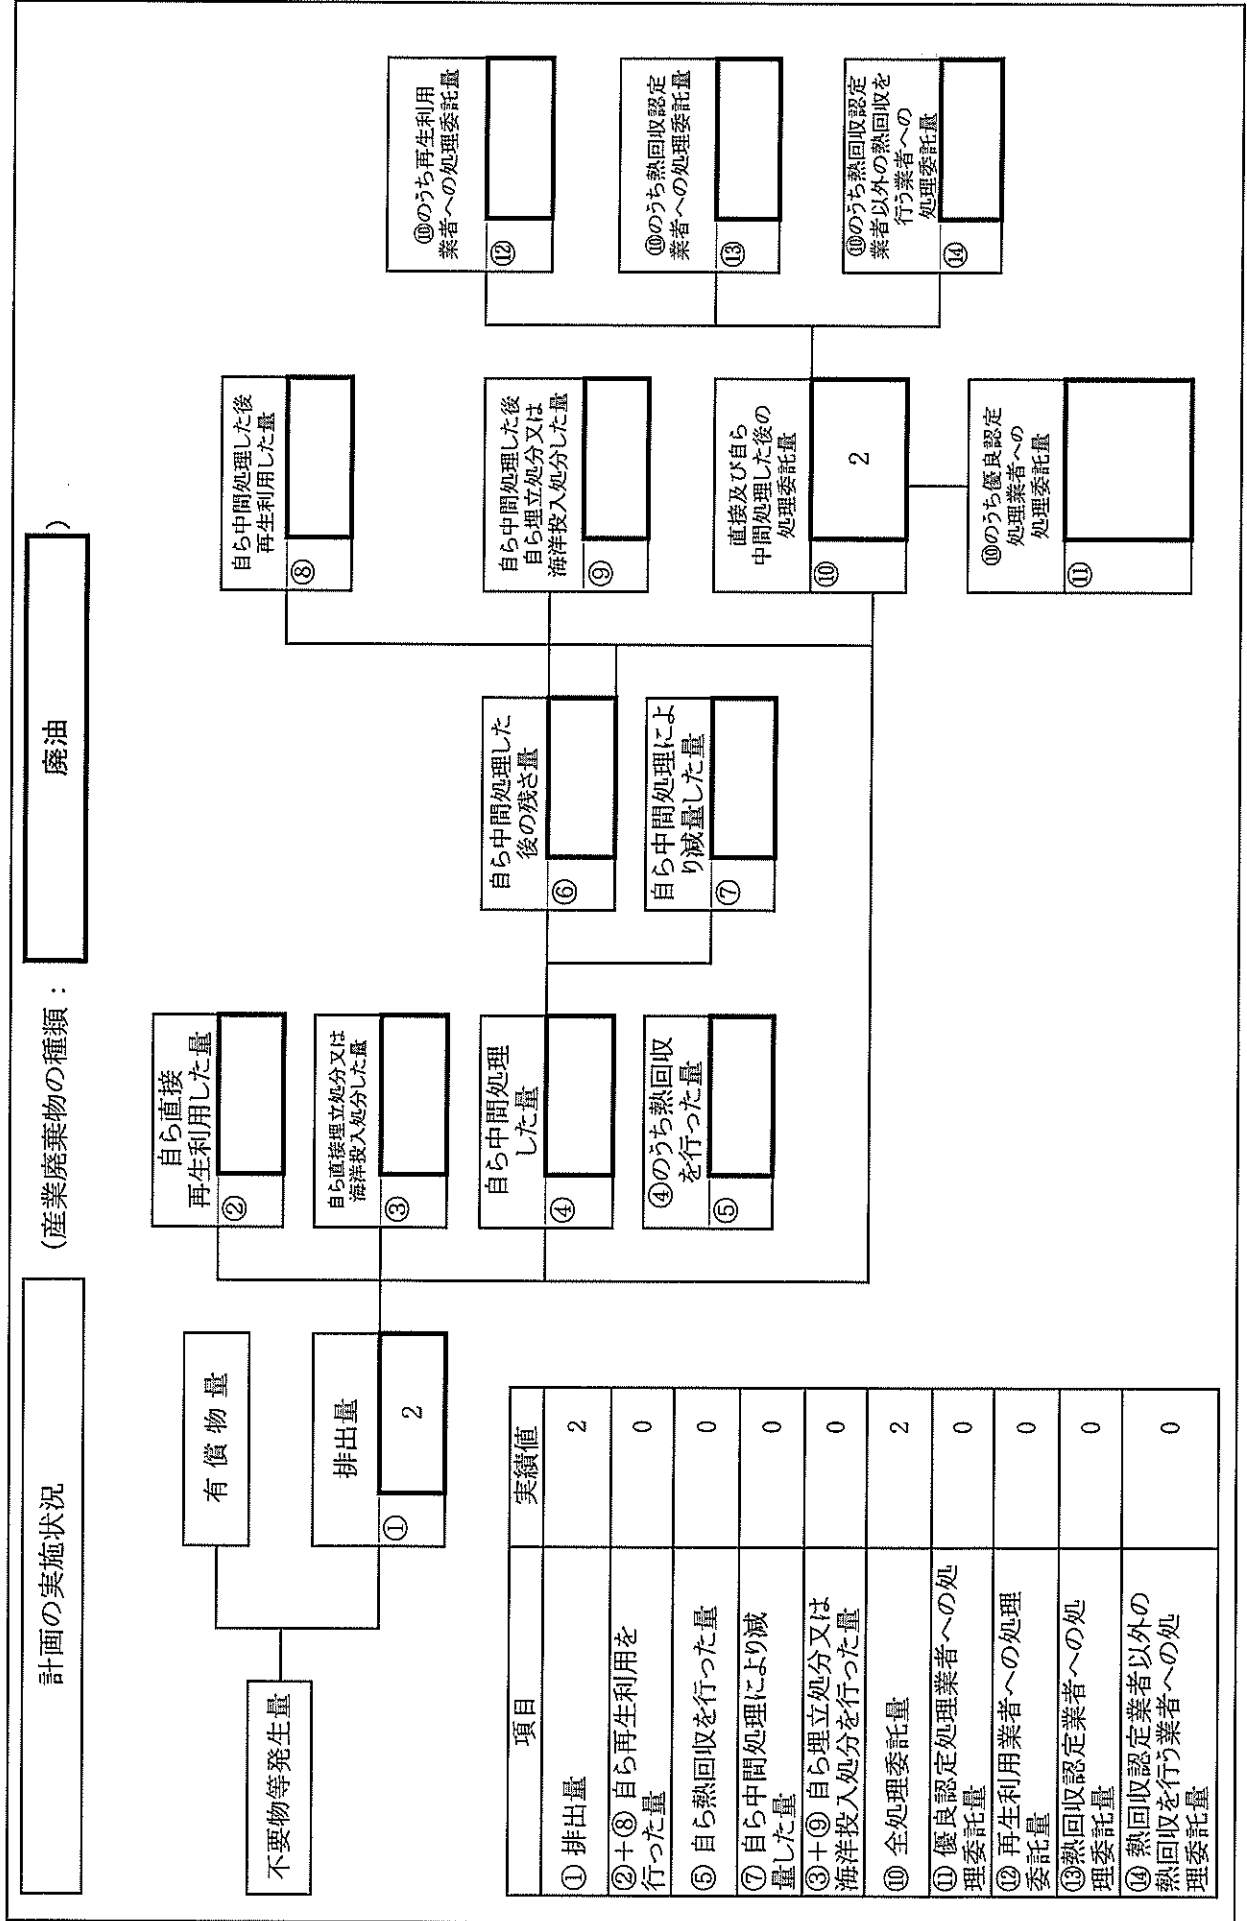 計画の実施状況
(産業廃棄物の種類：
廃油
)
不要物等発生量
有償物量
排出量
①
2
自ら直接
再生利用した量
②
自ら直接埋立処分又は
海洋投入処分した量
③
自ら中間処理
した量
④
④のうち熱回収
を行った量
⑤
自ら中間処理した
後の残さ量
⑥
自ら中間処理によ
り減量した量
⑦
自ら中間処理した後
再生利用した量
⑧
自ら中間処理した後
自ら埋立処分又は
海洋投入処分した量
⑨
直接及び自ら
中間処理した後の
処理委託量
⑩
2
⑩のうち優良認定
処理業者への
処理委託量
⑪
⑩のうち再生利用
業者への処理委託量
⑫
⑩のうち熱回収認定
業者への処理委託量
⑬
⑩のうち熱回収認定
業者以外の熱回収を
行う業者への
処理委託量
⑭
項目 実績値
① 排出量 2
②+⑧ 自ら再生利用を
行った量 0
⑤ 自ら熱回収を行った量 0
⑦ 自ら中間処理により減
量した量 0
③+⑨ 自ら埋立処分又は
海洋投入処分を行った量 0
⑩ 全処理委託量 2
⑪ 優良認定処理業者への処
理委託量 0
⑫ 再生利用業者への処理
委託量 0
⑬熱回収認定業者への処
理委託量 0
⑭ 熱回収認定業者以外の
熱回収を行う業者への処
理委託量 0